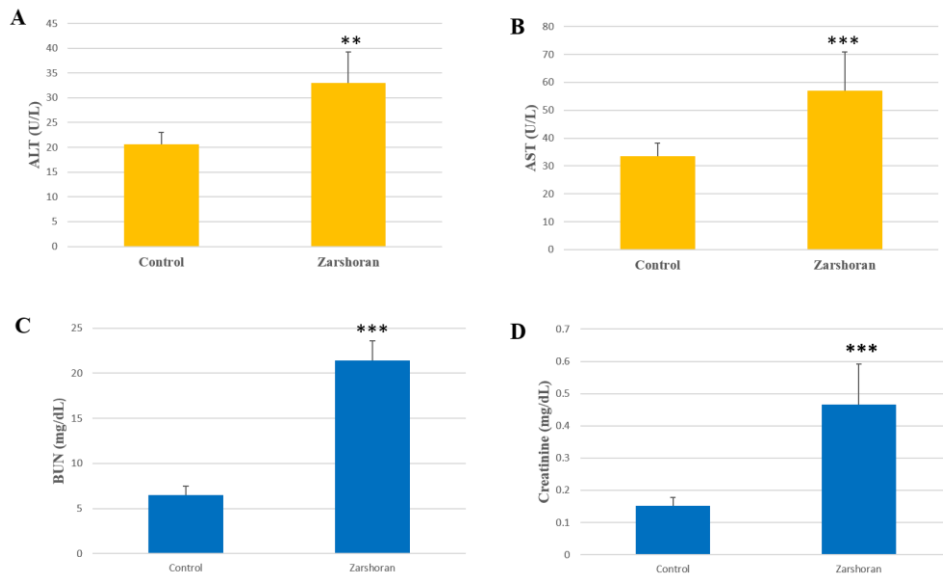 A
ALT (U/L)
45
40
35
30
25
20
15
10
5
0
**
Control
Zarshoran
B
AST (U/L)
80
70
60
50
40
30
20
10
0
***
Control
Zarshoran
C
BUN (mg/dL)
25
20
15
10
5
0
***
Control
Zarshoran
D
Creatinine (mg/dL)
0.7
0.6
0.5
0.4
0.3
0.2
0.1
0
***
Control
Zarshoran